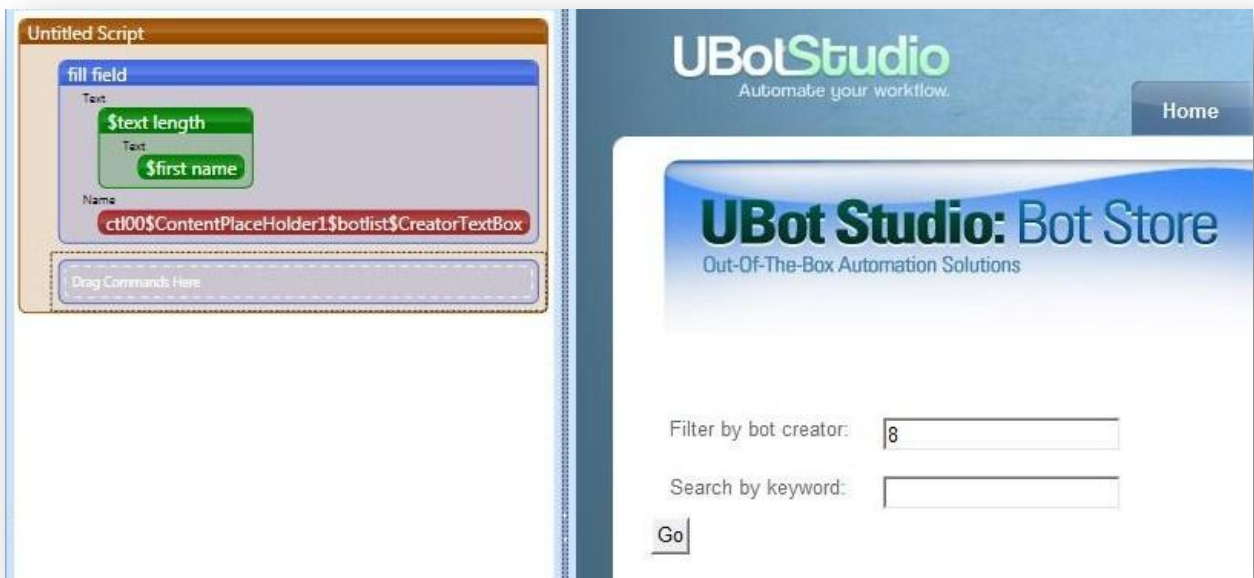 Untitled Script
fill field
Text
$text length
Text
$first name
Name
ctl00$ContentPlaceHolder1$botlist$CreatorTextBox
Drag Commands Here
UBotStudio
Automate your workflow.
Home
UBot Studio: Bot Store
Out-Of-The-Box Automation Solutions
Filter by bot creator: 8
Search by keyword:
Go